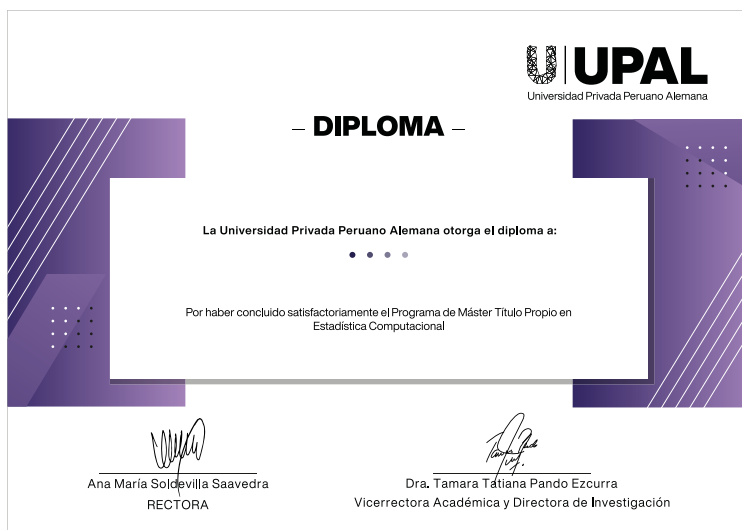 UPAL
Universidad Privada Peruano Alemana
– DIPLOMA –
La Universidad Privada Peruano Alemana otorga el diploma a:
Por haber concluido satisfactoriamente el Programa de Máster Título Propio en
Estadística Computacional
Ana María Soldevilla Saavedra
RECTORA
Dra. Tamara Tatiana Pando Ezcurra
Vicerrectora Académica y Directora de Investigación